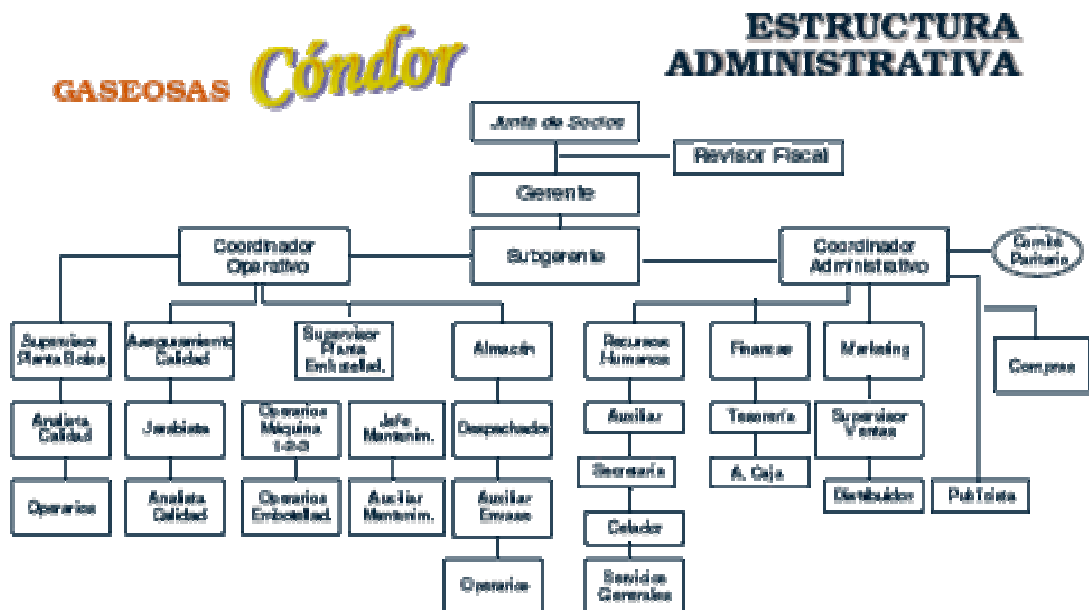 ESTRUCTURA
ADMINISTRATIVA
GASEOSAS Cóndor
Junta de Socios
Revisor Fiscal
Gerente
Coordinador
Operativo
Subgerente
Coordinador
Administrativo
Comité
Paritario
Supervisor
Planta Bolsa
Aseguramiento
Calidad
Supervisor
Planta
Embotellad.
Almacén
Recursos
Humanos
Finanzas
Marketing
Compras
Analista
Calidad
Jarabista
Operarios
Máquina
1-2-3
Jefe
Mantenim.
Despachador
Auxiliar
Tesorería
Supervisor
Ventas
Secretaria
A. Caja
Operarios
Analista
Calidad
Operarios
Embotellad.
Auxiliar
Mantenim.
Auxiliar
Envase
Distribuidor
Publicista
Celador
Operarios
Servicios
Generales